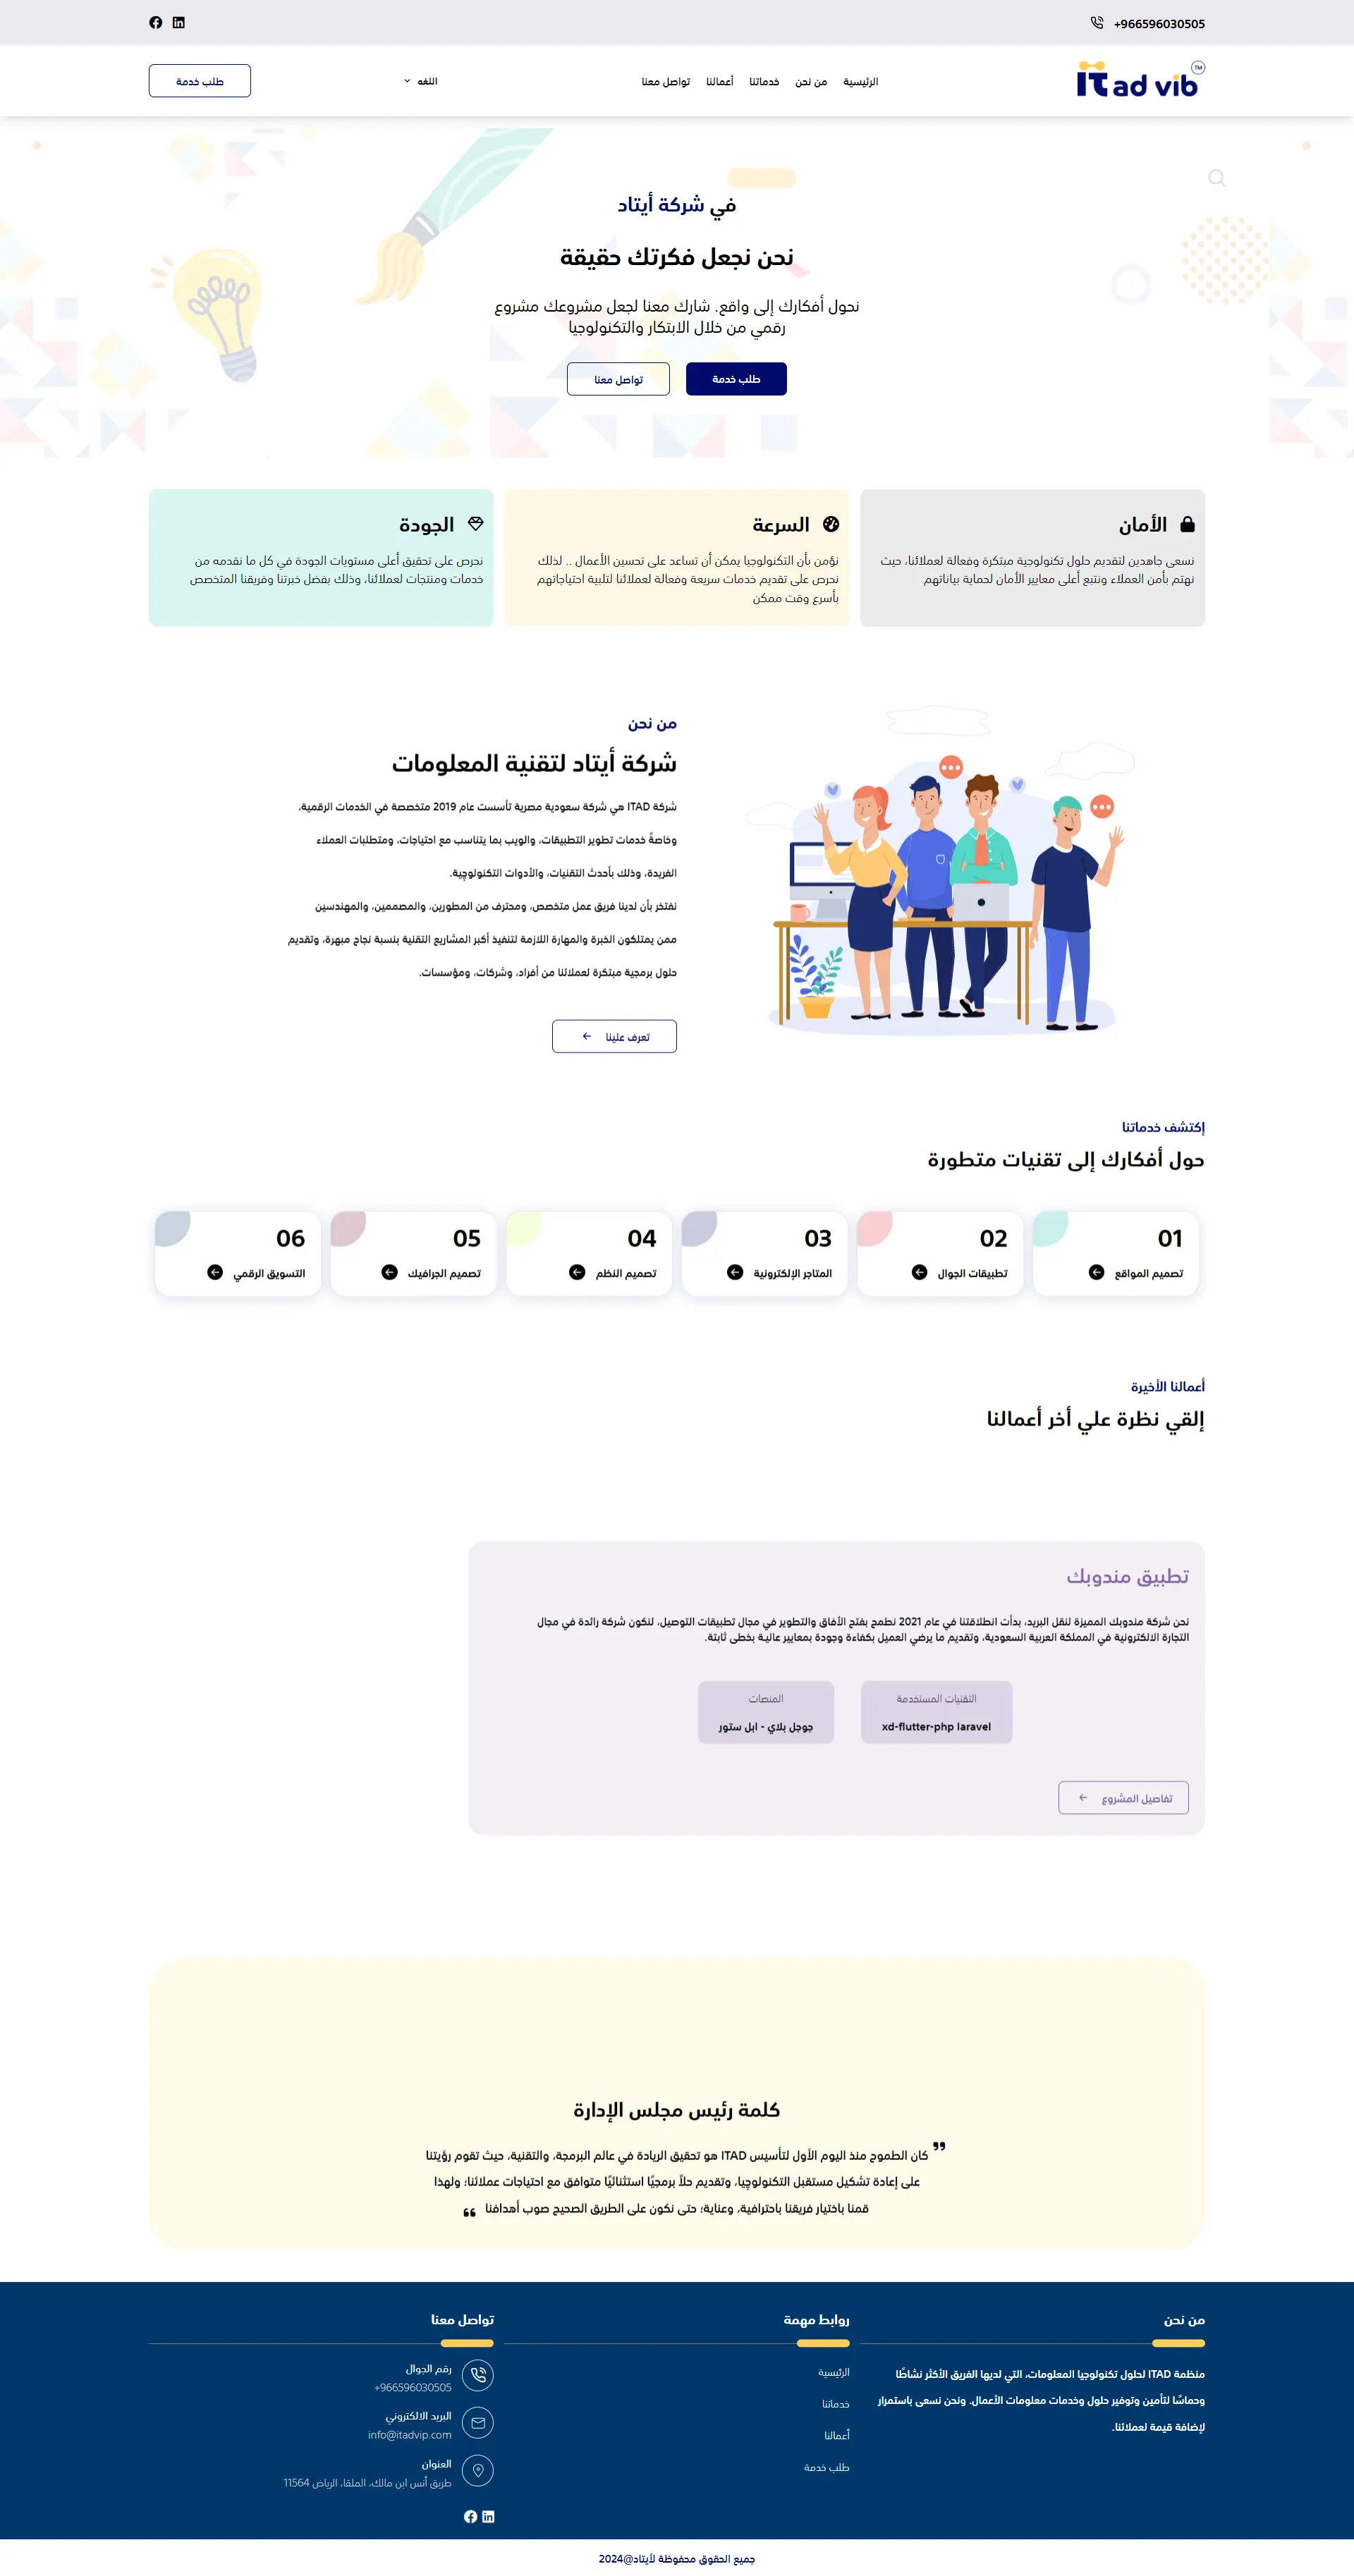 +966596030505
IT ad vib TM
الرئيسية
من نحن
خدماتنا
أعمالنا
تواصل معنا
اللغه
طلب خدمة
في شركة أيتاد
نحن نجعل فكرتك حقيقة
نحول أفكارك إلى واقع. شارك معنا لجعل مشروعك مشروع
رقمي من خلال الابتكار والتكنولوجيا
طلب خدمة
تواصل معنا
الأمان
نسعى جاهدين لتقديم حلول تكنولوجية مبتكرة وفعالة لعملائنا، حيث
نهتم بأمن العملاء ونتبع أعلى معايير الأمان لحماية بياناتهم
السرعة
نؤمن بأن التكنولوجيا يمكن أن تساعد على تحسين الأعمال .. لذلك
نحرص على تقديم خدمات سريعة وفعالة لعملائنا لتلبية احتياجاتهم
بأسرع وقت ممكن
الجودة
نحرص على تحقيق أعلى مستويات الجودة في كل ما نقدمه من
خدمات ومنتجات لعملائنا، وذلك بفضل خبرتنا وفريقنا المتخصص
من نحن
شركة أيتاد لتقنية المعلومات
شركة ITAD هي شركة سعودية مصرية تأسست عام 2019 متخصصة في الخدمات الرقمية،
وخاصةً خدمات تطوير التطبيقات، والويب بما يتناسب مع احتياجات، ومتطلبات العملاء
الفريدة، وذلك بأحدث التقنيات، والأدوات التكنولوچية.
نفتخر بأن لدينا فريق عمل متخصص، ومحترف من المطورين، والمصممين، والمهندسين
ممن يمتلكون الخبرة والمهارة اللازمة لتنفيذ أكبر المشاريع التقنية بنسبة نجاح مبهرة، وتقديم
حلول برمجية مبتكرة لعملائنا من أفراد، وشركات، ومؤسسات.
تعرف علينا
إكتشف خدماتنا
حول أفكارك إلى تقنيات متطورة
01
تصميم المواقع
02
تطبيقات الجوال
03
المتاجر الإلكترونية
04
تصميم النظم
05
تصميم الجرافيك
06
التسويق الرقمي
أعمالنا الأخيرة
إلقي نظرة علي أخر أعمالنا
تطبيق مندوبك
نحن شركة مندوبك المميزة لنقل البريد، بدأت انطلاقتنا في عام 2021 نطمح بفتح الأفاق والتطوير في مجال تطبيقات التوصيل، لنكون شركة رائدة في مجال
التجارة الالكترونية في المملكة العربية السعودية، وتقديم ما يرضي العميل بكفاءة وجودة بمعايير عالية بخطى ثابتة.
التقنيات المستخدمة
xd-flutter-php laravel
المنصات
جوجل بلاي - ابل ستور
تفاصيل المشروع
كلمة رئيس مجلس الإدارة
" كان الطموح منذ اليوم الأول لتأسيس ITAD هو تحقيق الريادة في عالم البرمجة، والتقنية، حيث تقوم رؤيتنا
على إعادة تشكيل مستقبل التكنولوچيا، وتقديم حلاً برمجيًا استثنائيًا متوافق مع احتياجات عملائنا؛ ولهذا
قمنا باختيار فريقنا باحترافية، وعناية؛ حتى نكون على الطريق الصحيح صوب أهدافنا "
من نحن
منظمة ITAD لحلول تكنولوجيا المعلومات، التي لديها الفريق الأكثر نشاطًا
وحماسًا لتأمين وتوفير حلول وخدمات معلومات الأعمال. ونحن نسعى باستمرار
لإضافة قيمة لعملائنا.
روابط مهمة
الرئيسية
خدماتنا
أعمالنا
طلب خدمة
تواصل معنا
رقم الجوال
+966596030505
البريد الالكتروني
info@itadvip.com
العنوان
طريق أنس ابن مالك، الملقا، الرياض 11564
جميع الحقوق محفوظة لأيتاد@2024